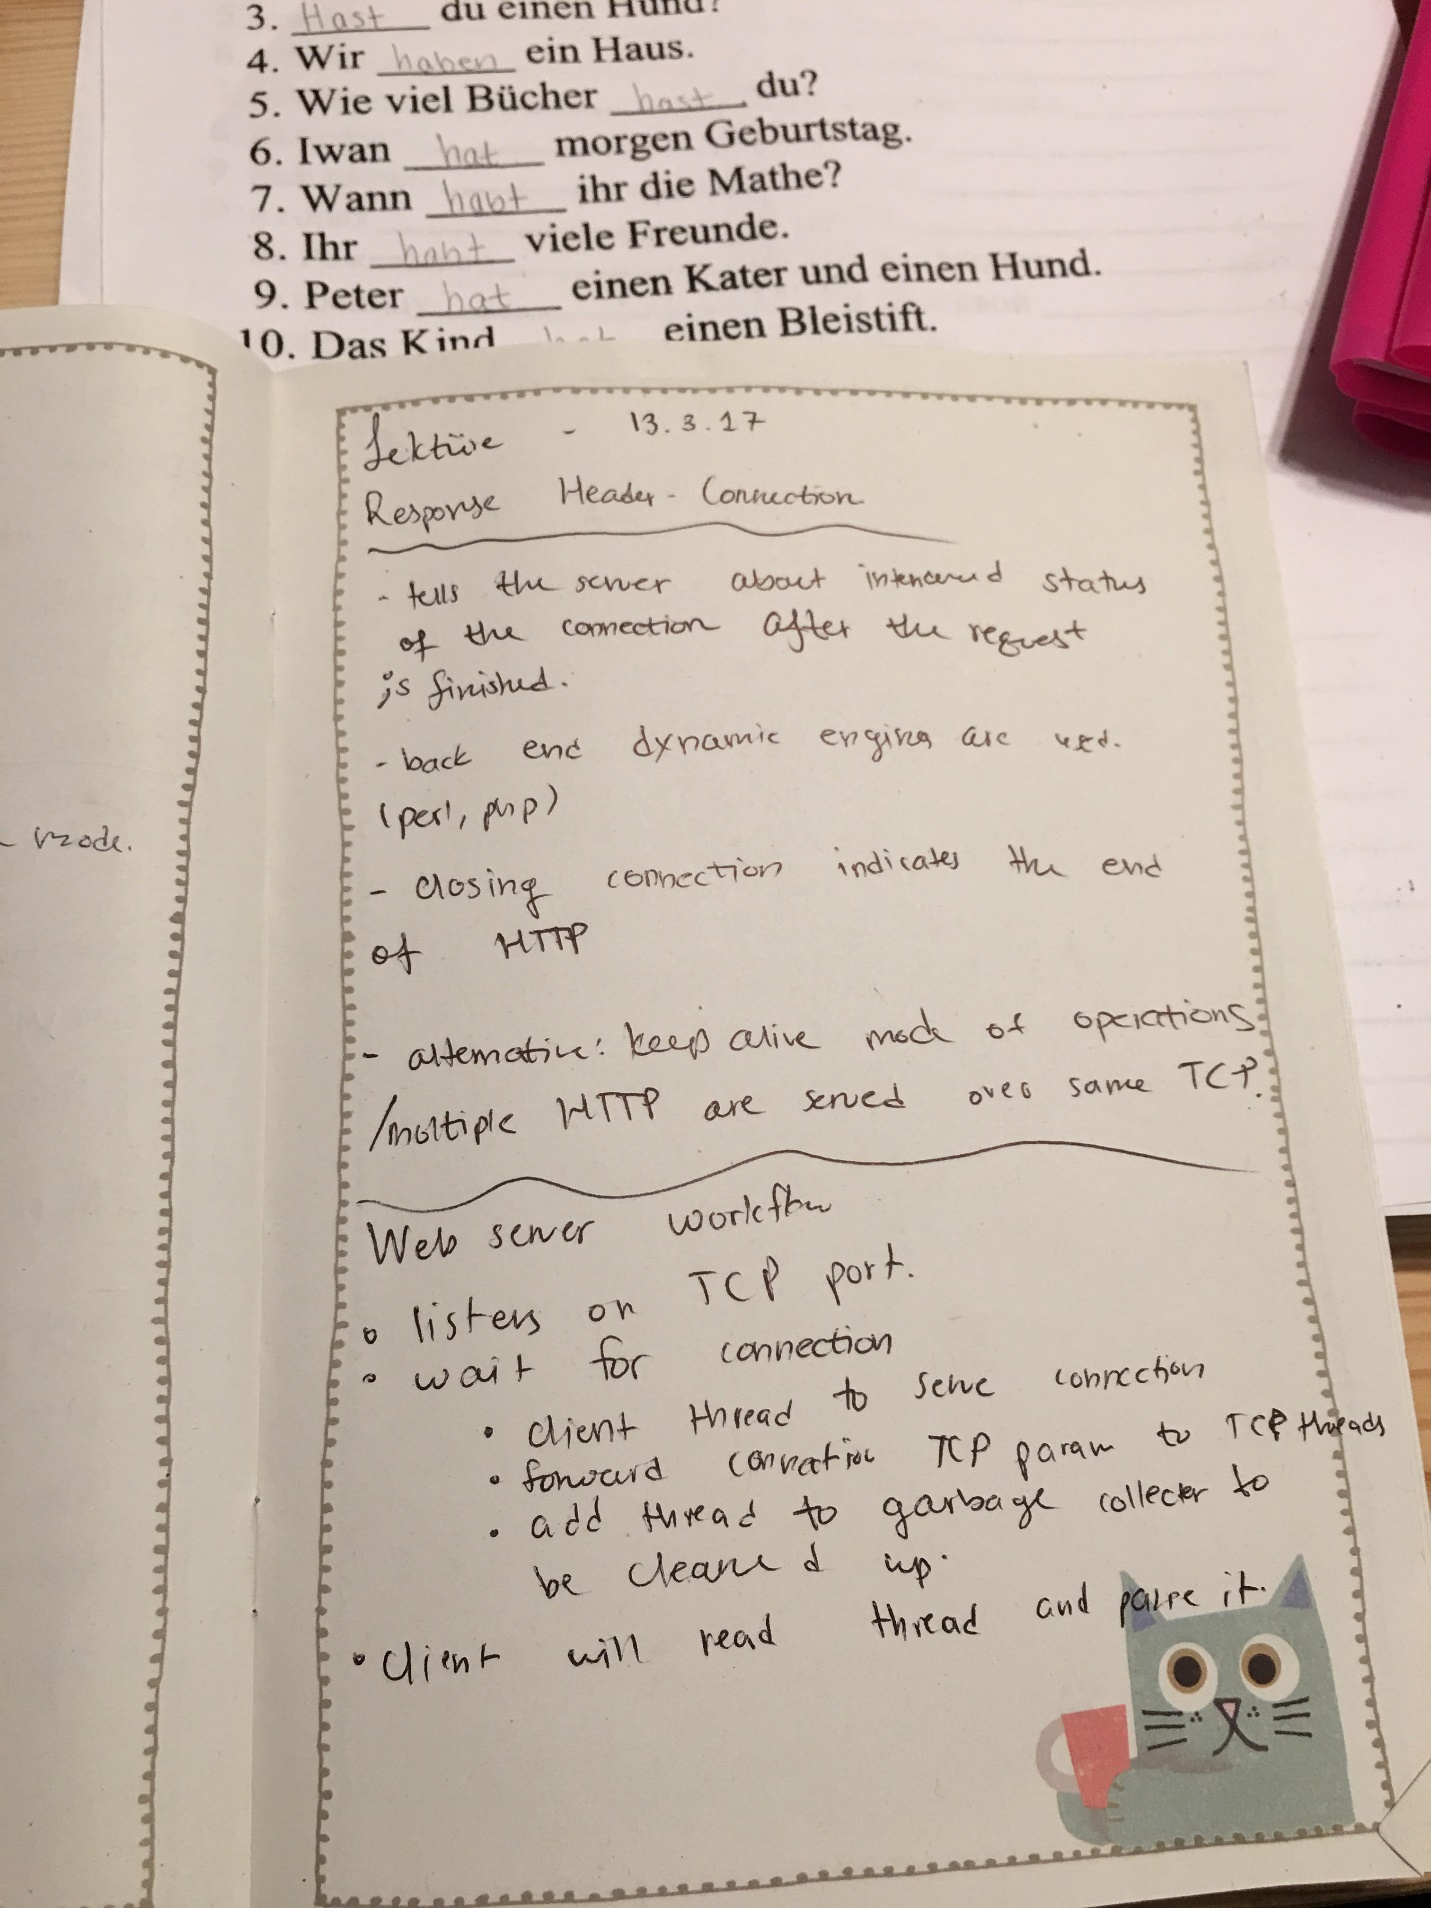 3. Hast du einen Hund?
4. Wir haben ein Haus.
5. Wie viel Bücher hast du?
6. Iwan hat morgen Geburtstag.
7. Wann habt ihr die Mathe?
8. Ihr habt viele Freunde.
9. Peter hat einen Kater und einen Hund.
10. Das Kind hat einen Bleistift.
Lektüre - 13.3.17
Response Header - Connection
- tells the server about status
of the connection after the request
is finished.
- back end dynamic engines are used.
(perl, php)
- closing connection indicates the end
of HTTP
- alternative: keep alive mode of operations
/multiple HTTP are served over same TCP.
Web server workflow
• listens on TCP port.
• wait for connection
• client thread to serve connection
• forward connection TCP param to TCP threads
• add thread to garbage collecter to
be cleaned up.
• client will read thread and parse it.